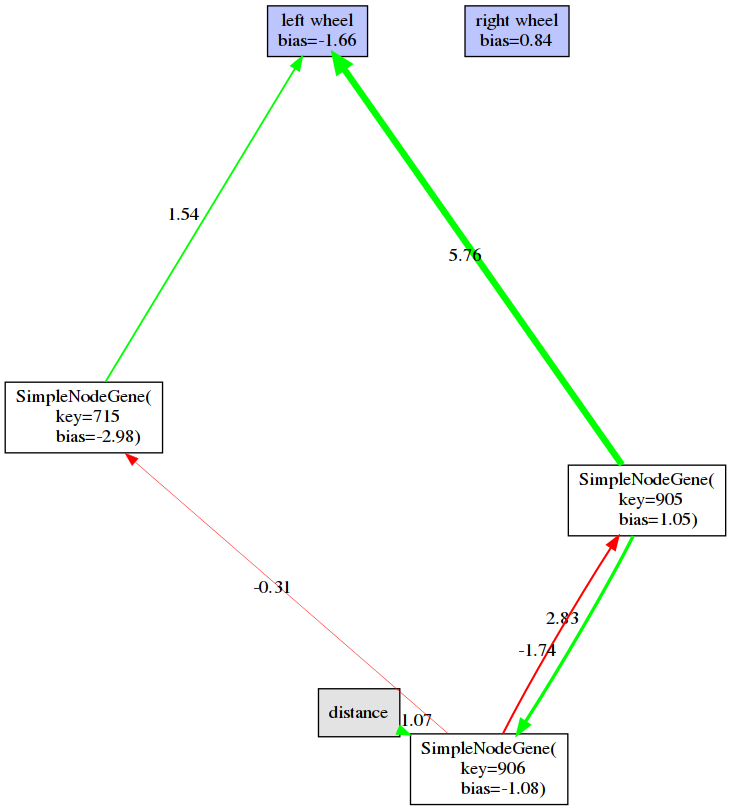 left wheel
bias=-1.66
right wheel
bias=0.84
1.54
5.76
SimpleNodeGene(
key=715
bias=-2.98)
SimpleNodeGene(
key=905
bias=1.05)
-0.31
2.83
-1.74
distance
1.07
SimpleNodeGene(
key=906
bias=-1.08)